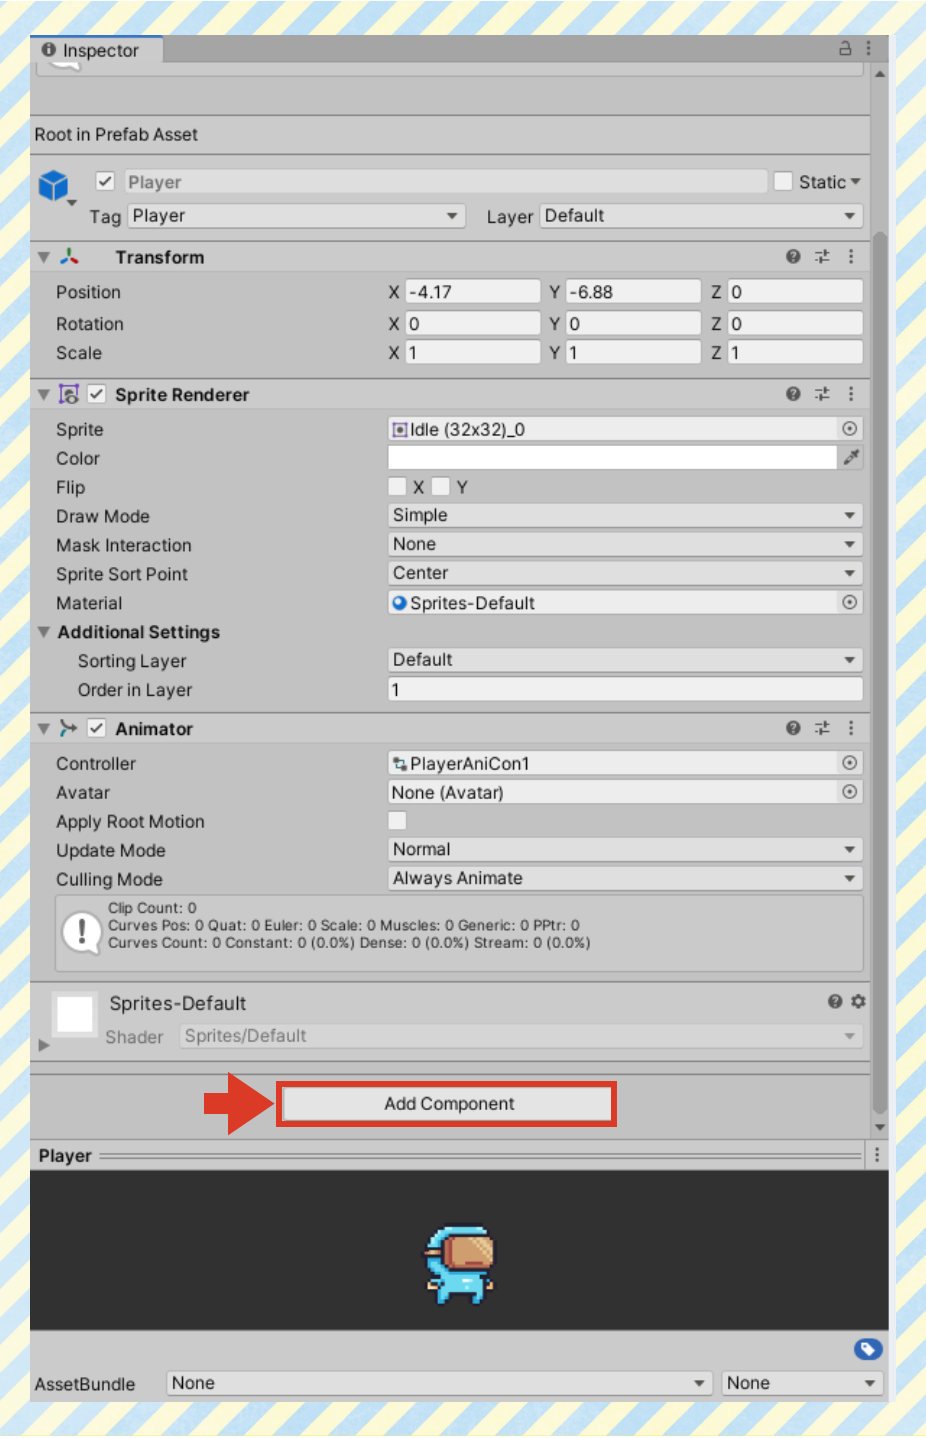 Inspector
Root in Prefab Asset
Player
Static
Tag Player Layer Default
Transform
Position X -4.17 Y -6.88 Z 0
Rotation X 0 Y 0 Z 0
Scale X 1 Y 1 Z 1
Sprite Renderer
Sprite Idle (32x32)_0
Color
Flip X Y
Draw Mode Simple
Mask Interaction None
Sprite Sort Point Center
Material Sprites-Default
Additional Settings
Sorting Layer Default
Order in Layer 1
Animator
Controller PlayerAniCon1
Avatar None (Avatar)
Apply Root Motion
Update Mode Normal
Culling Mode Always Animate
Clip Count: 0
Curves Pos: 0 Quat: 0 Euler: 0 Scale: 0 Muscles: 0 Generic: 0 PPtr: 0
Curves Count: 0 Constant: 0 (0.0%) Dense: 0 (0.0%) Stream: 0 (0.0%)
Sprites-Default
Shader Sprites/Default
Add Component
Player
AssetBundle None None